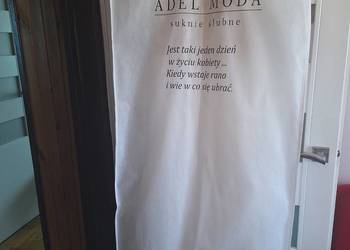 ADEL MODA
suknie ślubne
Jest taki jeden dzień
w życiu kobiety...
Kiedy wstaje rano
i wie w co się ubrać.